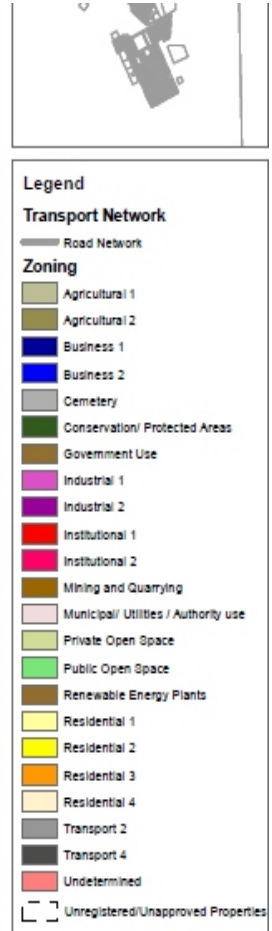 Legend
Transport Network
Road Network
Zoning
Agricultural 1
Agricultural 2
Business 1
Business 2
Cemetery
Conservation/ Protected Areas
Government Use
Industrial 1
Industrial 2
Institutional 1
Institutional 2
Mining and Quarrying
Municipal/ Utilities / Authority use
Private Open Space
Public Open Space
Renewable Energy Plants
Residential 1
Residential 2
Residential 3
Residential 4
Transport 2
Transport 4
Undetermined
Unregistered/Unapproved Properties